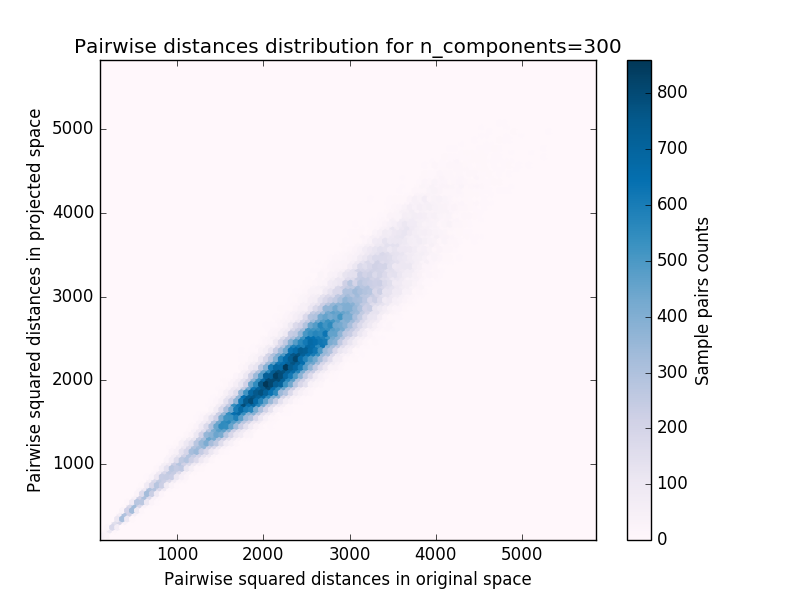 Pairwise distances distribution for n_components=300
Pairwise squared distances in projected space
5000
4000
3000
2000
1000
1000 2000 3000 4000 5000
Pairwise squared distances in original space
800
700
600
500
400
300
200
100
0
Sample pairs counts